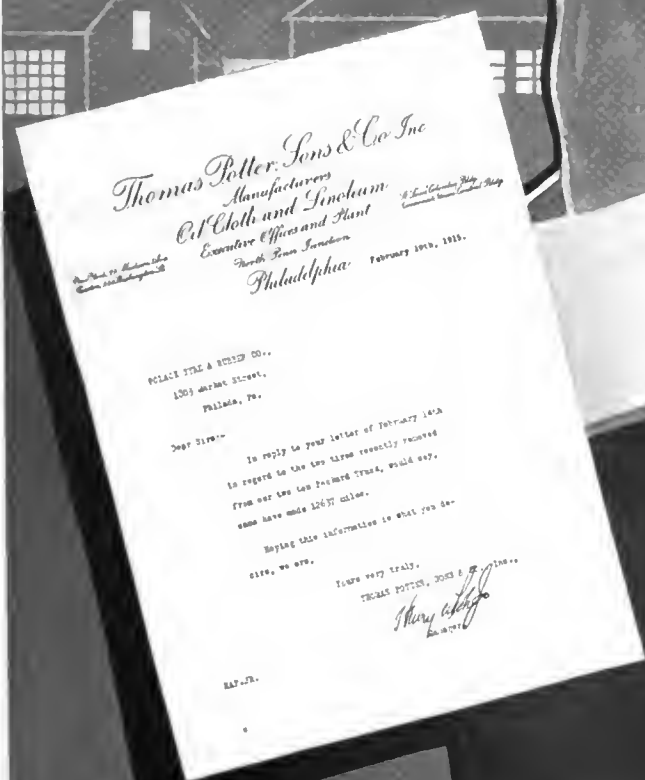 Thomas Potter, Sons & Co Inc
Manufacturers
Oil Cloth and Linoleum
Executive Offices and Plant
North Penn Junction
Philadelphia
February 19th, 1915.
POLACK TYRE & RUBBER CO.,
Market Street,
Philada, Pa.
Dear Sirs:-
In reply to your letter of February 14th
in regard to the two tires recently removed
from our two ton Packard Truck, would say,
same have made 12637 miles.
Hoping this information is what you de-
sire, we are,
Yours very truly,
THOMAS POTTER, SONS & CO., Inc.,
Manager